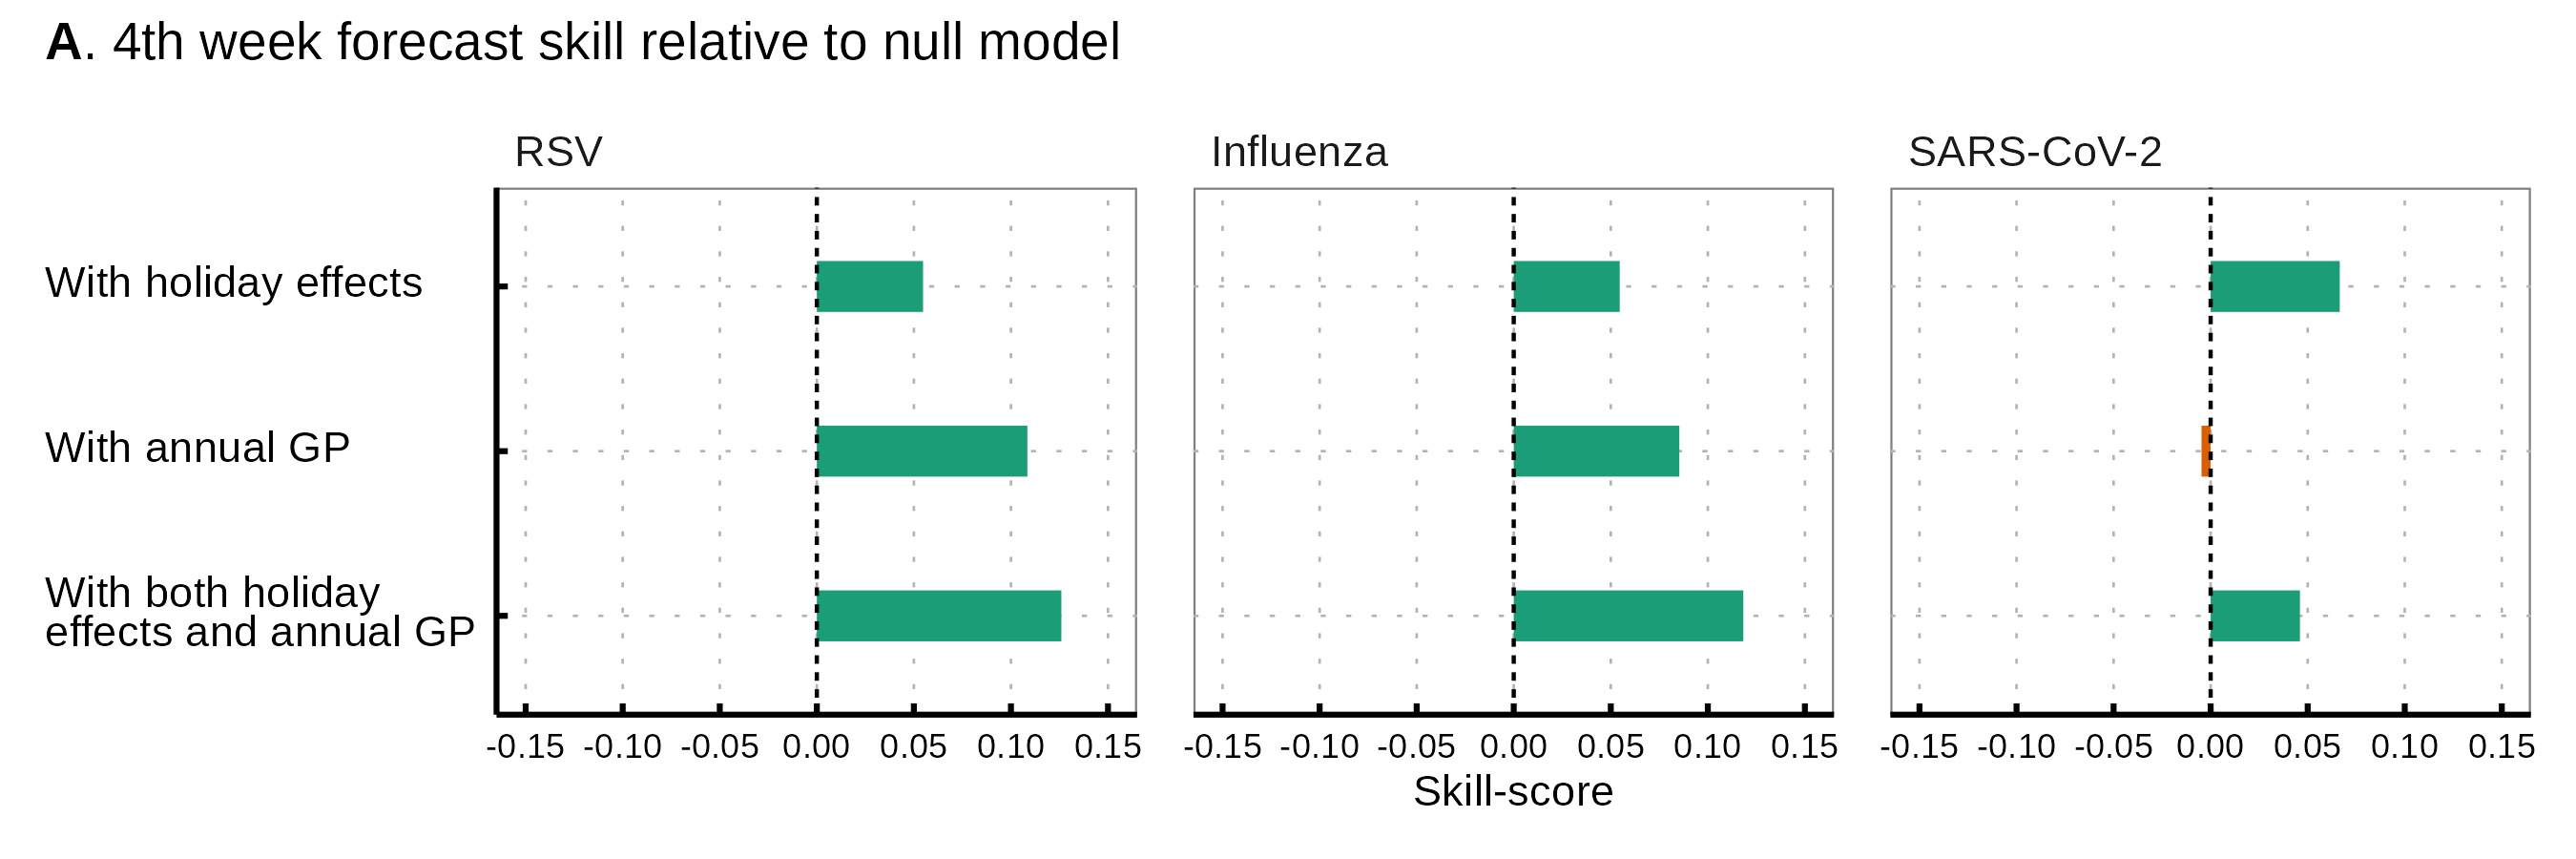 A. 4th week forecast skill relative to null model
RSV
Influenza
SARS-CoV-2
With holiday effects
With annual GP
With both holiday
effects and annual GP
-0.15 -0.10 -0.05 0.00 0.05 0.10 0.15
-0.15 -0.10 -0.05 0.00 0.05 0.10 0.15
-0.15 -0.10 -0.05 0.00 0.05 0.10 0.15
Skill-score